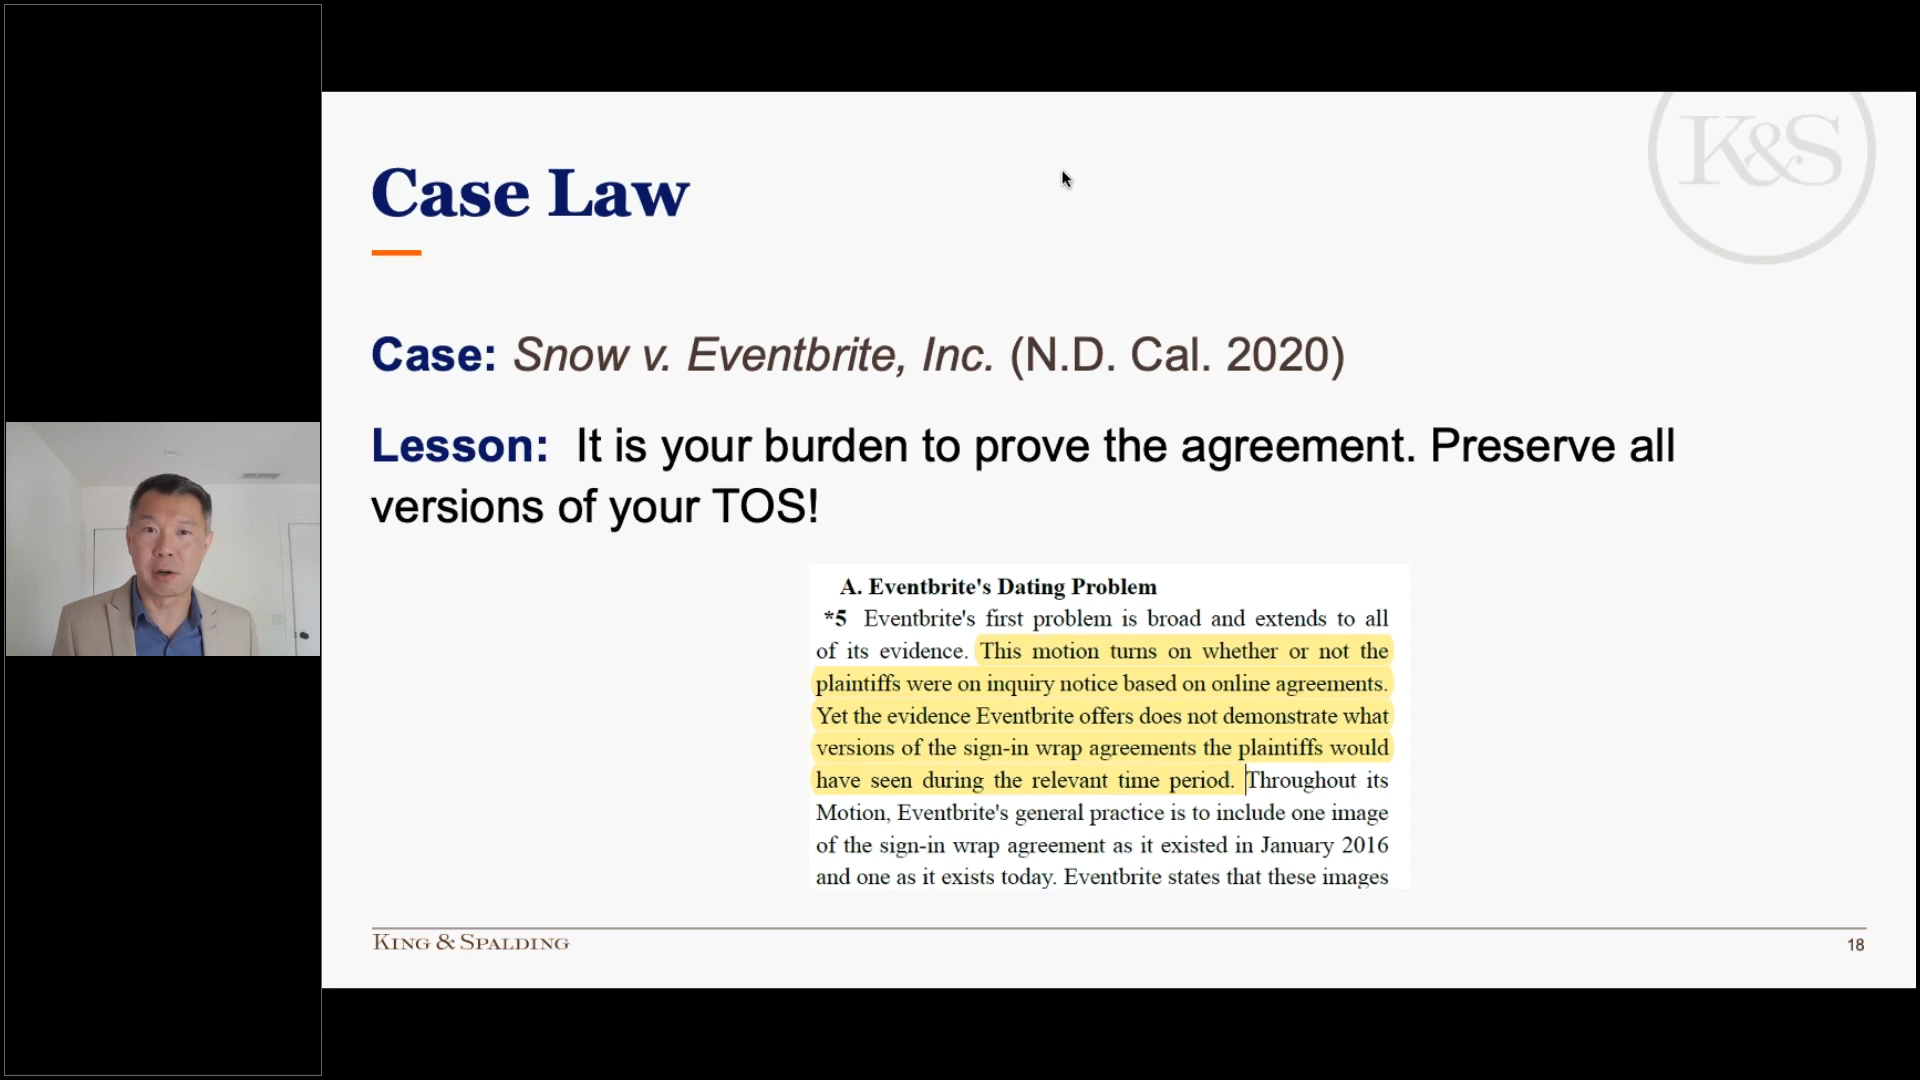 K&S
Case Law
Case: Snow v. Eventbrite, Inc. (N.D. Cal. 2020)
Lesson: It is your burden to prove the agreement. Preserve all
versions of your TOS!
A. Eventbrite's Dating Problem
*5 Eventbrite's first problem is broad and extends to all
of its evidence. This motion turns on whether or not the
plaintiffs were on inquiry notice based on online agreements.
Yet the evidence Eventbrite offers does not demonstrate what
versions of the sign-in wrap agreements the plaintiffs would
have seen during the relevant time period. Throughout its
Motion, Eventbrite's general practice is to include one image
of the sign-in wrap agreement as it existed in January 2016
and one as it exists today. Eventbrite states that these images
KING & SPALDING
18